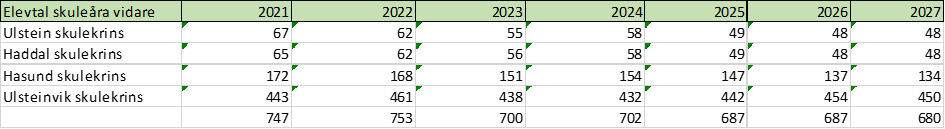 Elevtal skuleåra vidare 2021 2022 2023 2024 2025 2026 2027
Ulstein skulekrins 67 62 55 58 49 48 48
Haddal skulekrins 65 62 56 58 49 48 48
Hasund skulekrins 172 168 151 154 147 137 134
Ulsteinvik skulekrins 443 461 438 432 442 454 450
747 753 700 702 687 687 680